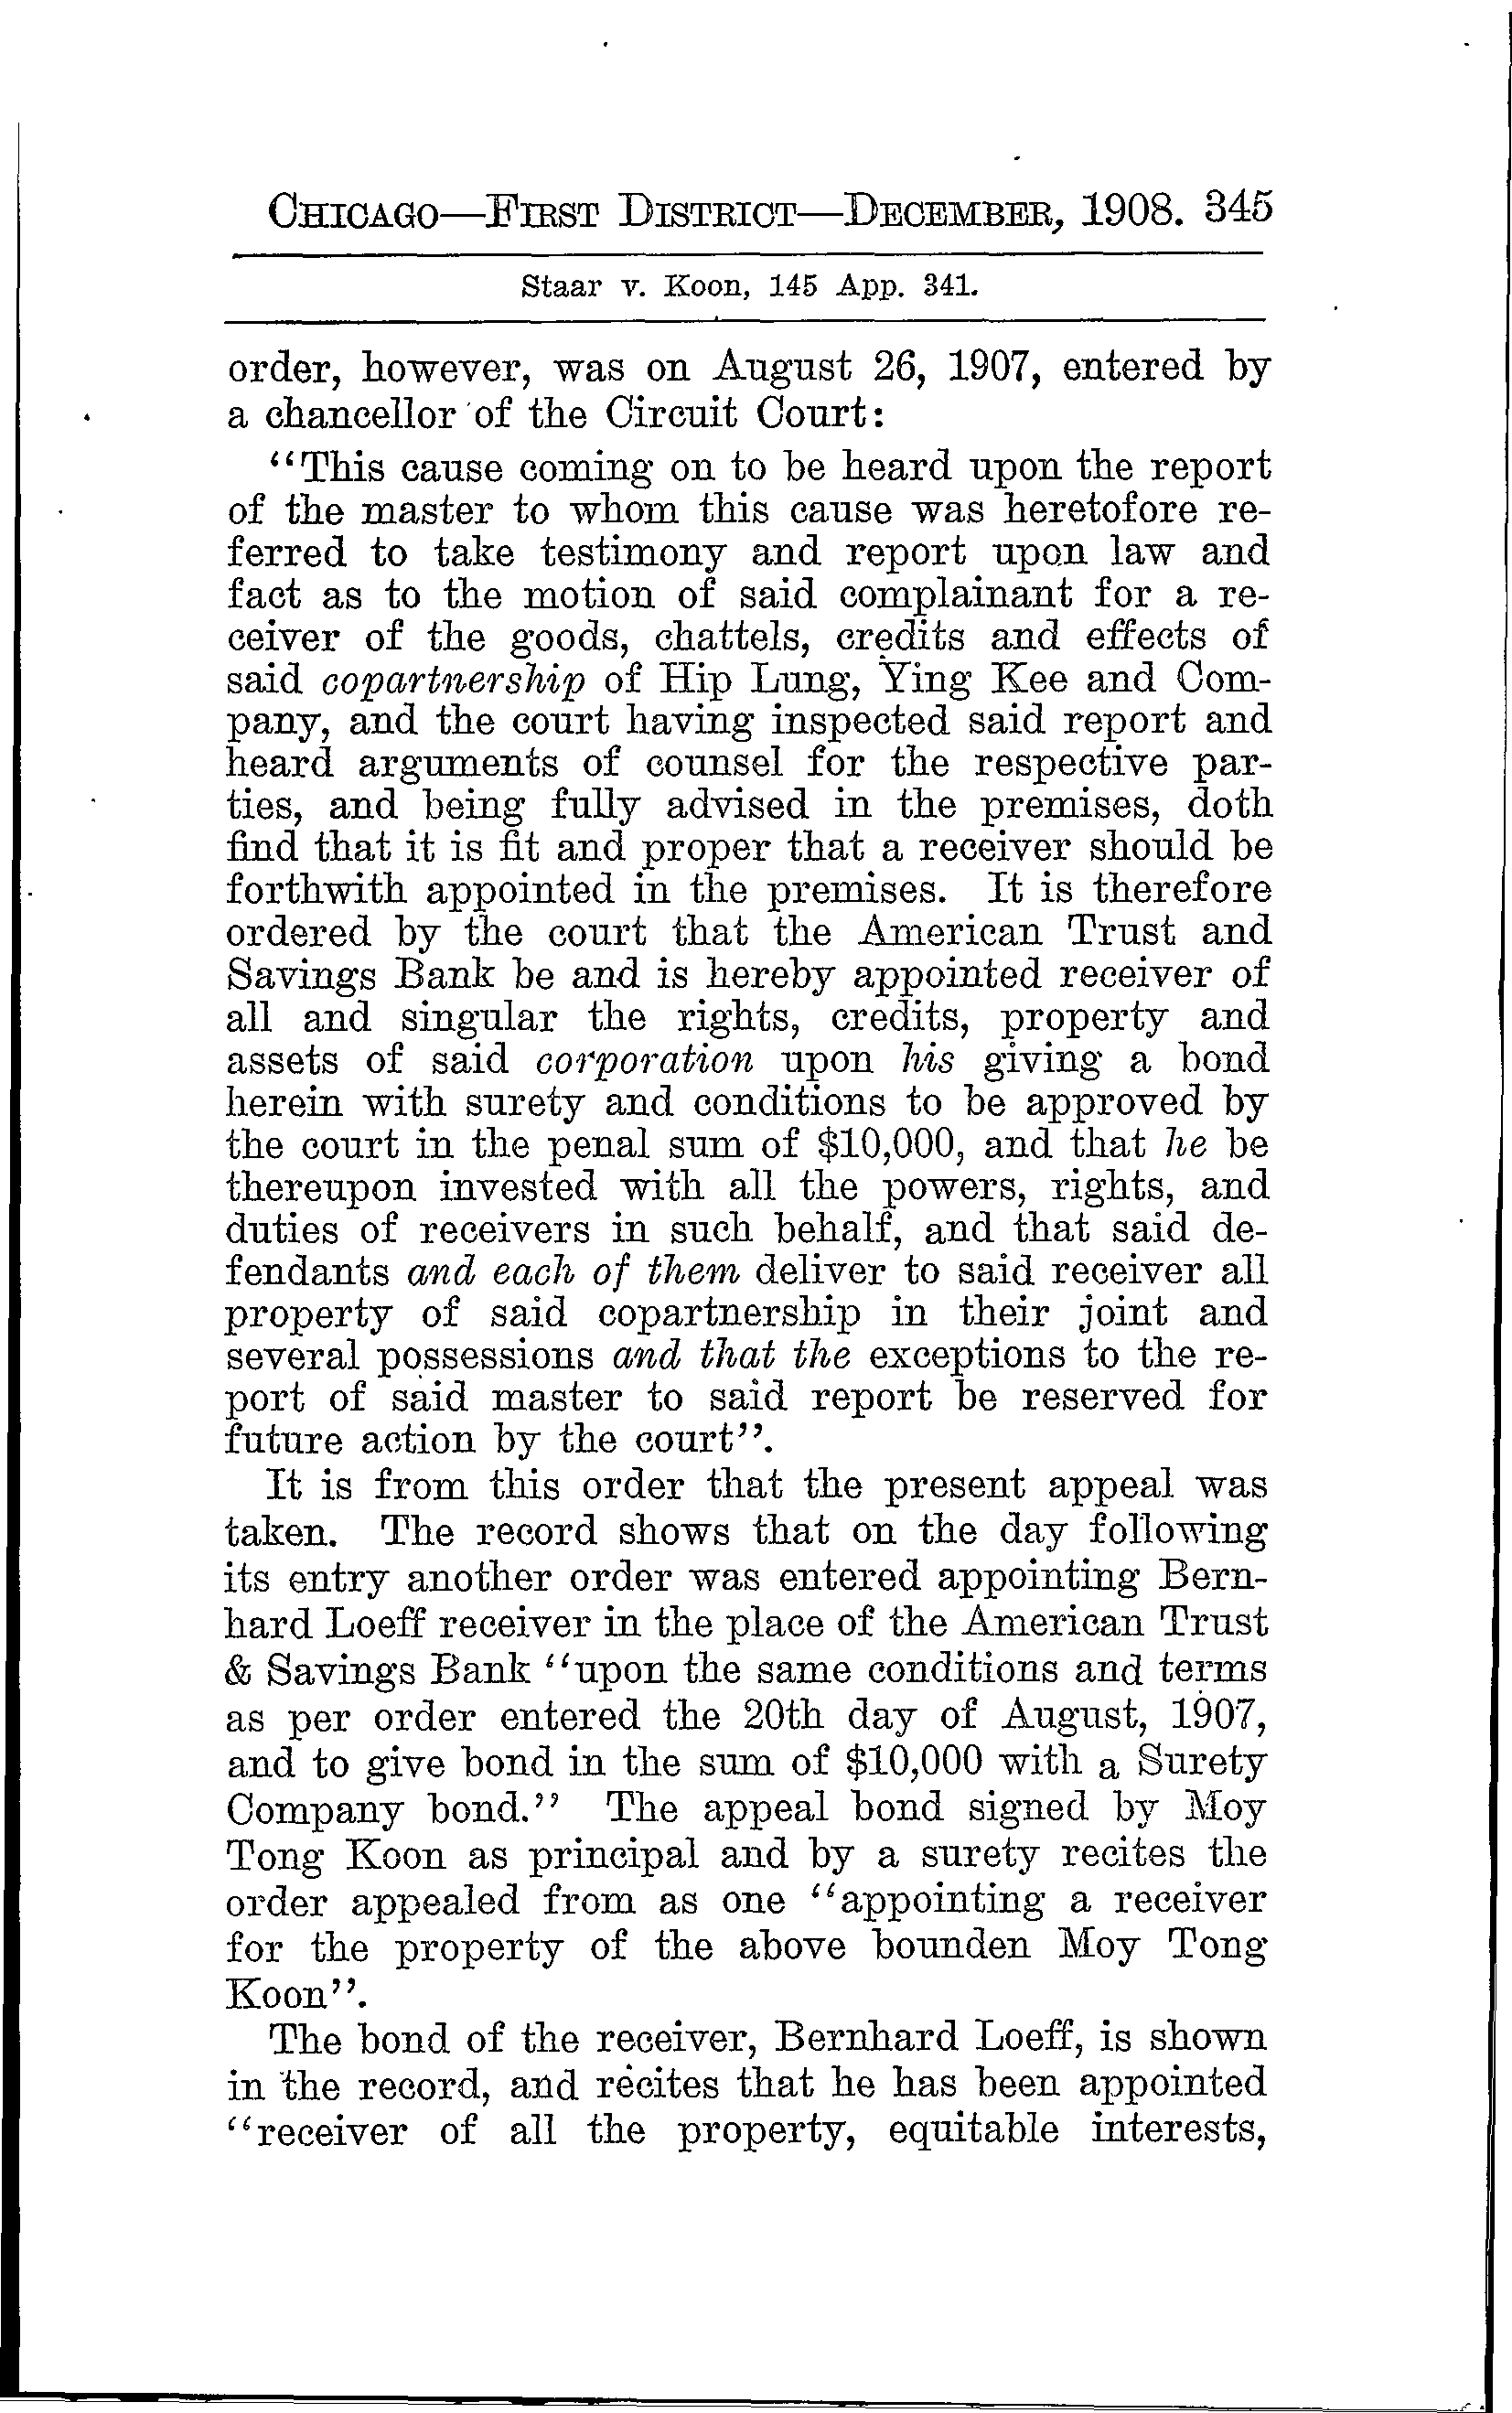 CHICAGO—FIRST DISTRICT—DECEMBER, 1908. 345
Staar v. Koon, 145 App. 341.
order, however, was on August 26, 1907, entered by
a chancellor of the Circuit Court:
"This cause coming on to be heard upon the report
of the master to whom this cause was heretofore re-
ferred to take testimony and report upon law and
fact as to the motion of said complainant for a re-
ceiver of the goods, chattels, credits and effects of
said copartnership of Hip Lung, Ying Kee and Com-
pany, and the court having inspected said report and
heard arguments of counsel for the respective par-
ties, and being fully advised in the premises, doth
find that it is fit and proper that a receiver should be
forthwith appointed in the premises. It is therefore
ordered by the court that the American Trust and
Savings Bank be and is hereby appointed receiver of
all and singular the rights, credits, property and
assets of said corporation upon his giving a bond
herein with surety and conditions to be approved by
the court in the penal sum of $10,000, and that he be
thereupon invested with all the powers, rights, and
duties of receivers in such behalf, and that said de-
fendants and each of them deliver to said receiver all
property of said copartnership in their joint and
several possessions and that the exceptions to the re-
port of said master to said report be reserved for
future action by the court".
It is from this order that the present appeal was
taken. The record shows that on the day following
its entry another order was entered appointing Bern-
hard Loeff receiver in the place of the American Trust
& Savings Bank "upon the same conditions and terms
as per order entered the 20th day of August, 1907,
and to give bond in the sum of $10,000 with a Surety
Company bond." The appeal bond signed by Moy
Tong Koon as principal and by a surety recites the
order appealed from as one "appointing a receiver
for the property of the above bounden Moy Tong
Koon".
The bond of the receiver, Bernhard Loeff, is shown
in the record, and recites that he has been appointed
"receiver of all the property, equitable interests,